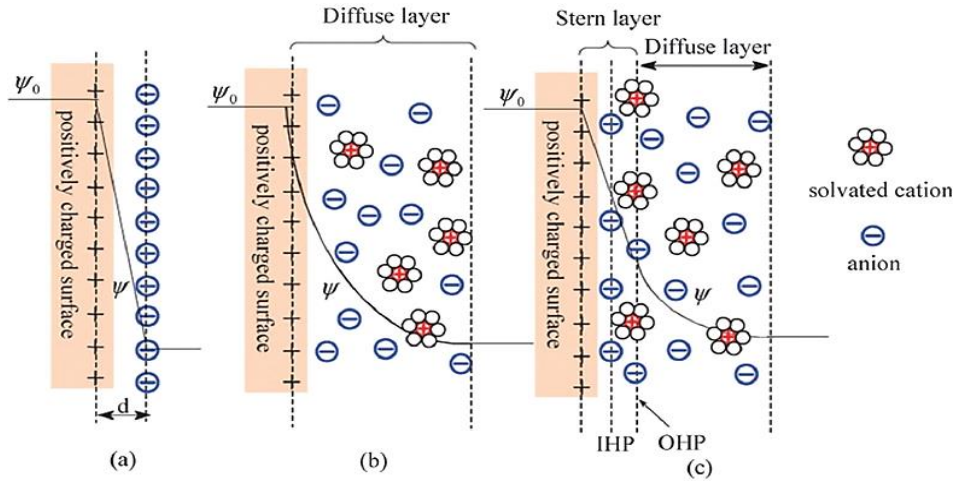 Diffuse layer
Stern layer
Diffuse layer
ψ₀
ψ₀
ψ₀
positively charged surface
positively charged surface
positively charged surface
ψ
ψ
ψ
solvated cation
anion
d
IHP
OHP
(a)
(b)
(c)